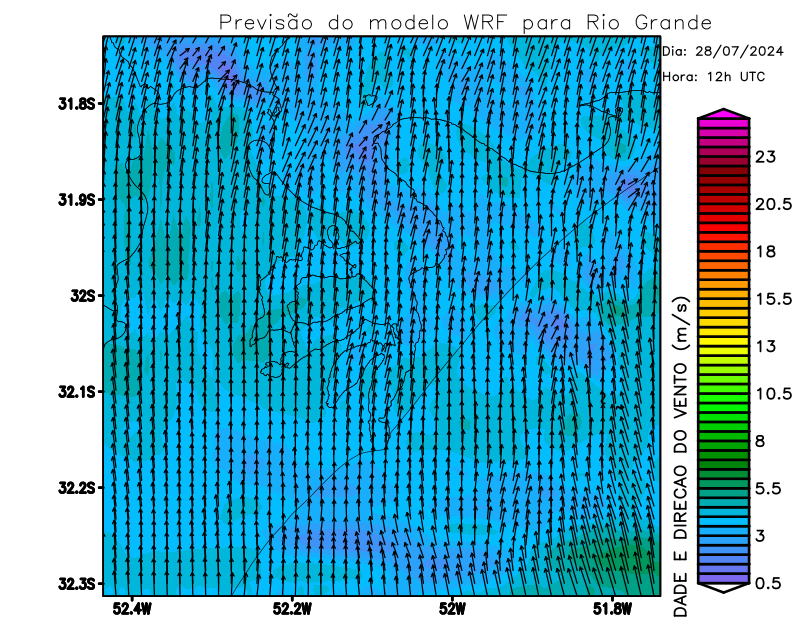 Previsão do modelo WRF para Rio Grande
Dia: 28/07/2024
Hora: 12h UTC
31.8S
31.9S
32S
32.1S
32.2S
32.3S
52.4W
52.2W
52W
51.8W
23
20.5
18
15.5
13
10.5
8
5.5
3
0.5
DADE E DIRECAO DO VENTO (m/s)